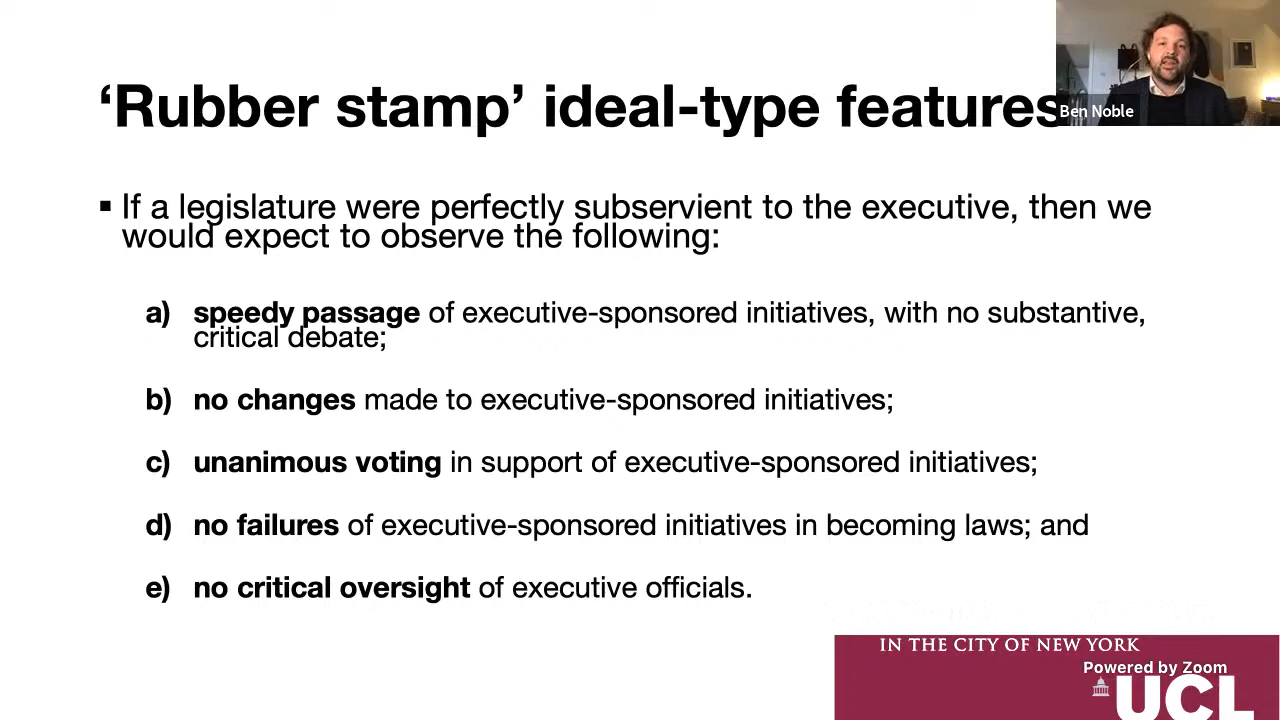 ‘Rubber stamp’ ideal-type features
Ben Noble
▪ If a legislature were perfectly subservient to the executive, then we
would expect to observe the following:
a) speedy passage of executive-sponsored initiatives, with no substantive,
critical debate;
b) no changes made to executive-sponsored initiatives;
c) unanimous voting in support of executive-sponsored initiatives;
d) no failures of executive-sponsored initiatives in becoming laws; and
e) no critical oversight of executive officials.
IN THE CITY OF NEW YORK
Powered by Zoom
UCL